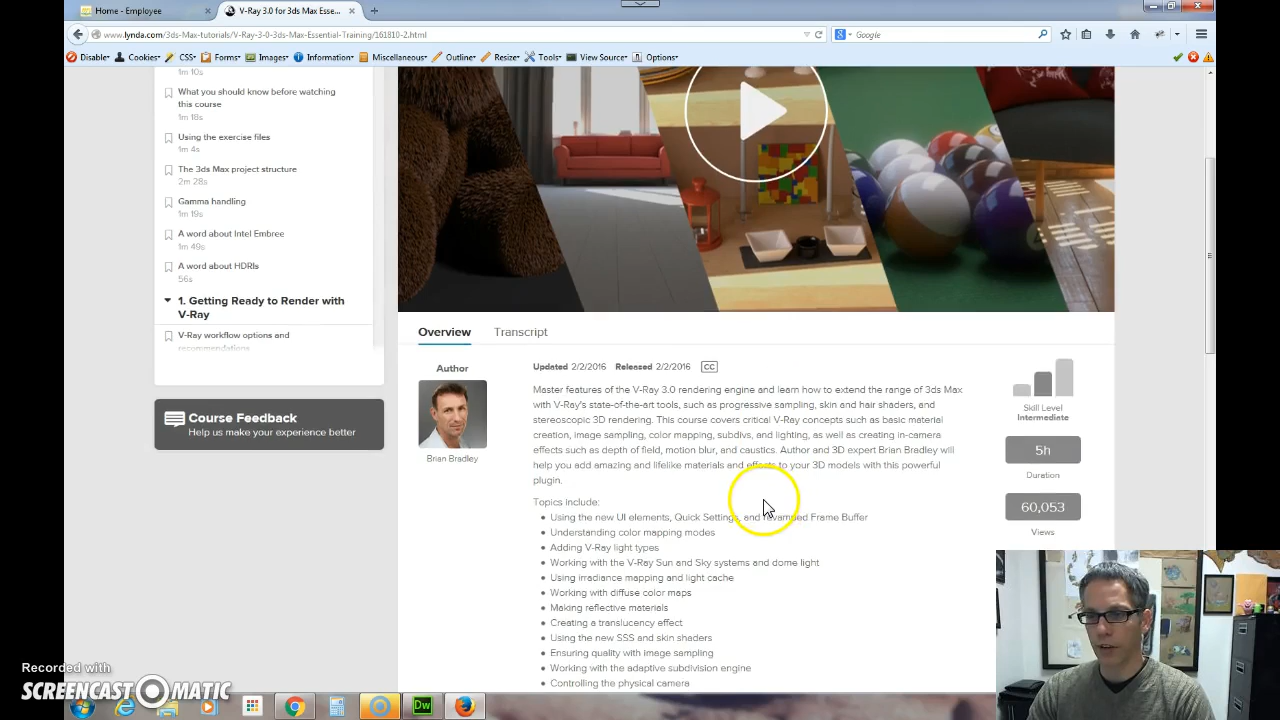 Home - Employee
V-Ray 3.0 for 3ds Max Esse...
www.lynda.com/3ds-Max-tutorials/V-Ray-3-0-3ds-Max-Essential-Training/161810-2.html
Google
Disable
Cookies
CSS
Forms
Images
Information
Miscellaneous
Outline
Resize
Tools
View Source
Options
1m 10s
What you should know before watching
this course
1m 18s
Using the exercise files
1m 4s
The 3ds Max project structure
2m 28s
Gamma handling
1m 19s
A word about Intel Embree
1m 49s
A word about HDRIs
56s
1. Getting Ready to Render with
V-Ray
V-Ray workflow options and
recommendations
Course Feedback
Help us make your experience better
Overview
Transcript
Author
Brian Bradley
Updated 2/2/2016 Released 2/2/2016 CC
Master features of the V-Ray 3.0 rendering engine and learn how to extend the range of 3ds Max
with V-Ray's state-of-the-art tools, such as progressive sampling, skin and hair shaders, and
stereoscopic 3D rendering. This course covers critical V-Ray concepts such as basic material
creation, image sampling, color mapping, subdivs, and lighting, as well as creating in-camera
effects such as depth of field, motion blur, and caustics. Author and 3D expert Brian Bradley will
help you add amazing and lifelike materials and effects to your 3D models with this powerful
plugin.
Topics include:
Using the new UI elements, Quick Settings, and revamped Frame Buffer
Understanding color mapping modes
Adding V-Ray light types
Working with the V-Ray Sun and Sky systems and dome light
Using irradiance mapping and light cache
Working with diffuse color maps
Making reflective materials
Creating a translucency effect
Using the new SSS and skin shaders
Ensuring quality with image sampling
Working with the adaptive subdivision engine
Controlling the physical camera
Skill Level
Intermediate
5h
Duration
60,053
Views
Recorded with
SCREENCAST MATIC
Dw